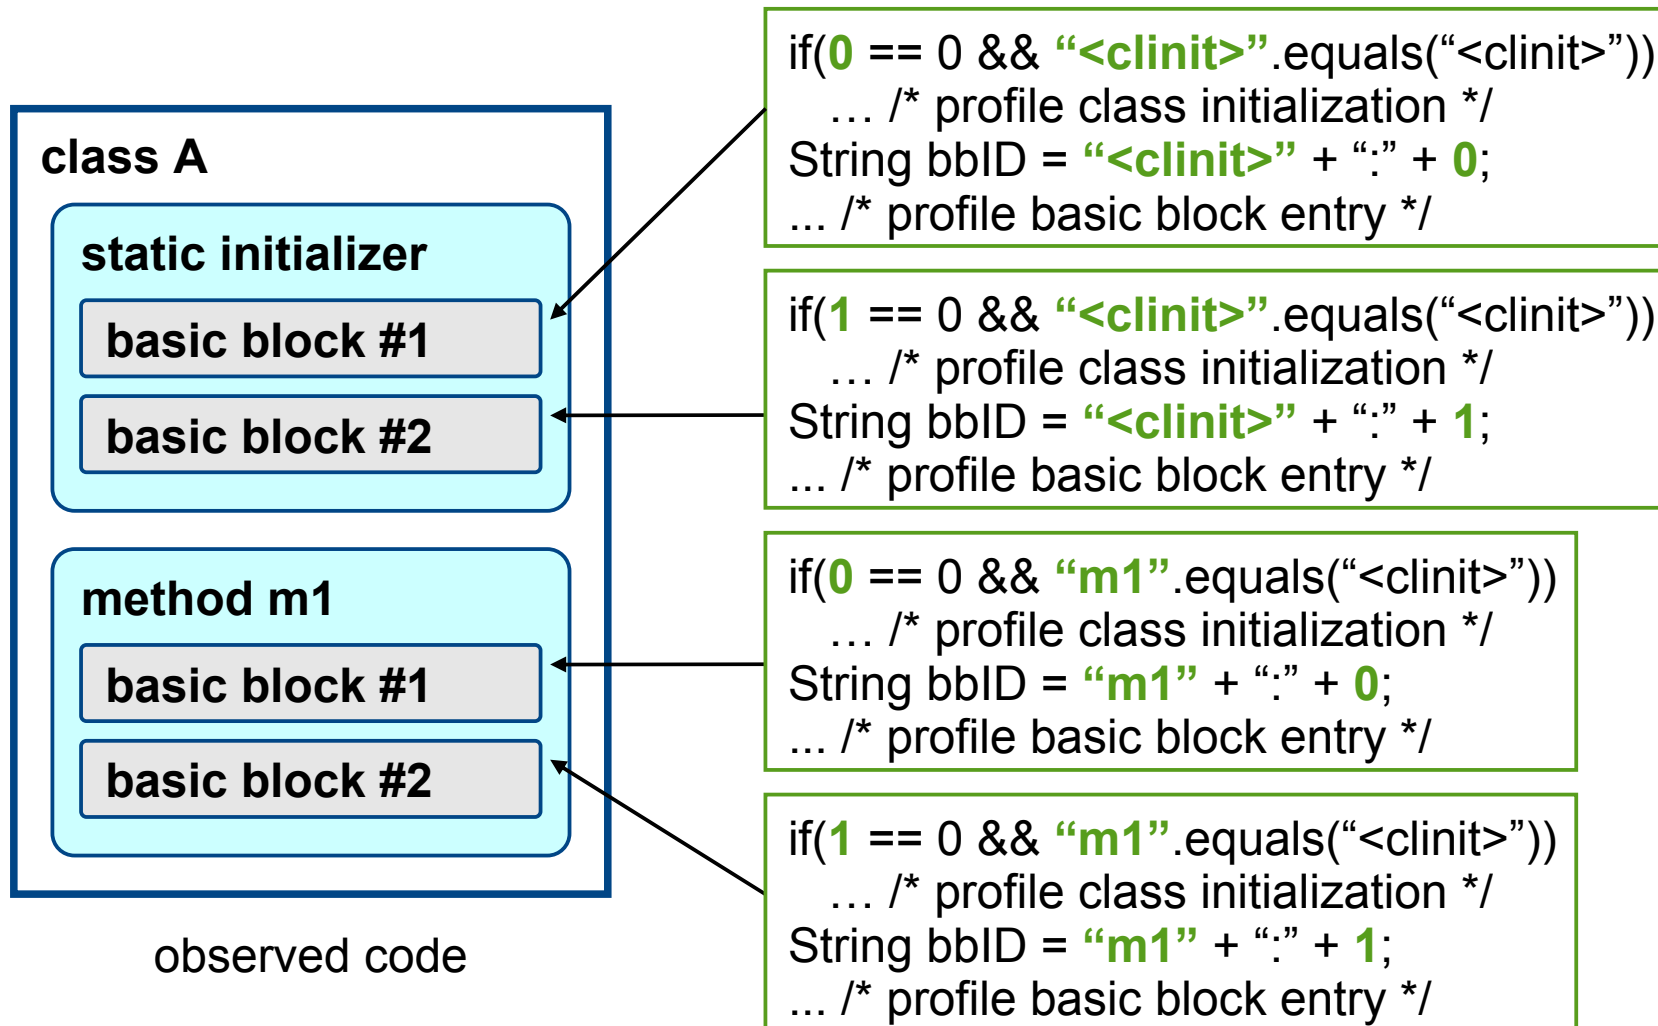 class A
static initializer
basic block #1
basic block #2
method m1
basic block #1
basic block #2
observed code
if(0 == 0 && “<clinit>”.equals(“<clinit>”))
… /* profile class initialization */
String bbID = “<clinit>” + “:” + 0;
... /* profile basic block entry */
if(1 == 0 && “<clinit>”.equals(“<clinit>”))
… /* profile class initialization */
String bbID = “<clinit>” + “:” + 1;
... /* profile basic block entry */
if(0 == 0 && “m1”.equals(“<clinit>”))
… /* profile class initialization */
String bbID = “m1” + “:” + 0;
... /* profile basic block entry */
if(1 == 0 && “m1”.equals(“<clinit>”))
… /* profile class initialization */
String bbID = “m1” + “:” + 1;
... /* profile basic block entry */